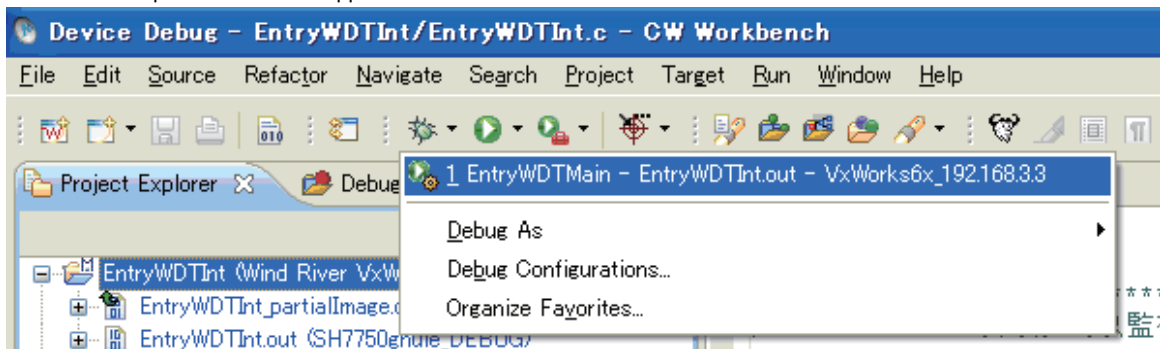 Device Debug - EntryWDTInt/EntryWDTInt.c - CW Workbench
File Edit Source Refactor Navigate Search Project Target Run Window Help
Project Explorer
Debug
1 EntryWDTMain - EntryWDTInt.out - VxWorks6x_192.168.3.3
Debug As
Debug Configurations...
Organize Favorites...
EntryWDTInt (Wind River VxW
EntryWDTInt_partialImage.
EntryWDTInt.out (SH7750gnule_DEBUG)
****
監